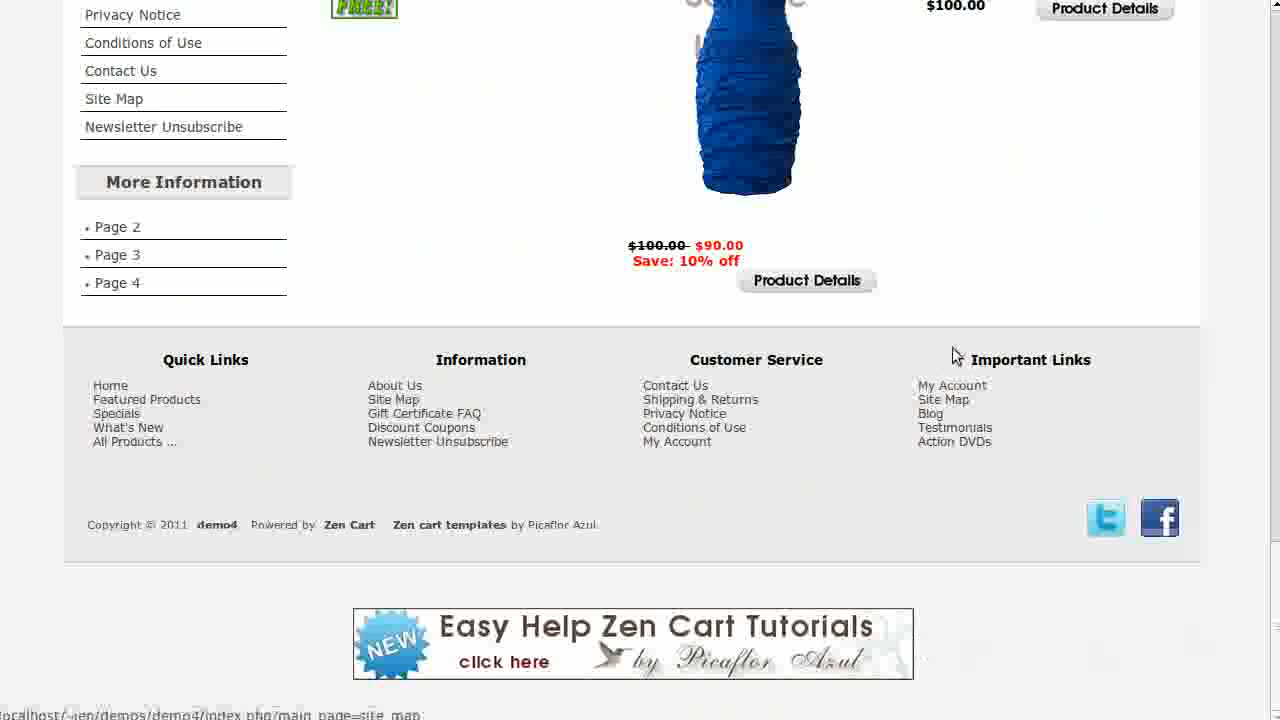 Privacy Notice
Conditions of Use
Contact Us
Site Map
Newsletter Unsubscribe
More Information
Page 2
Page 3
Page 4
FREE!
$100.00
Product Details
$100.00 $90.00
Save: 10% off
Product Details
Quick Links
Home
Featured Products
Specials
What's New
All Products ...
Information
About Us
Site Map
Gift Certificate FAQ
Discount Coupons
Newsletter Unsubscribe
Customer Service
Contact Us
Shipping & Returns
Privacy Notice
Conditions of Use
My Account
Important Links
My Account
Site Map
Blog
Testimonials
Action DVDs
Copyright © 2011 demo4 Powered by Zen Cart Zen cart templates by Picaflor Azul.
t f
NEW
Easy Help Zen Cart Tutorials
click here
by Picaflor Azul